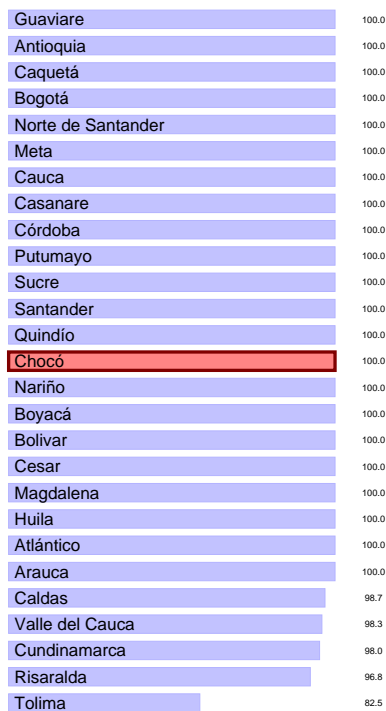 Guaviare 100.0
Antioquia 100.0
Caquetá 100.0
Bogotá 100.0
Norte de Santander 100.0
Meta 100.0
Cauca 100.0
Casanare 100.0
Córdoba 100.0
Putumayo 100.0
Sucre 100.0
Santander 100.0
Quindío 100.0
Chocó 100.0
Nariño 100.0
Boyacá 100.0
Bolivar 100.0
Cesar 100.0
Magdalena 100.0
Huila 100.0
Atlántico 100.0
Arauca 100.0
Caldas 98.7
Valle del Cauca 98.3
Cundinamarca 98.0
Risaralda 96.8
Tolima 82.5